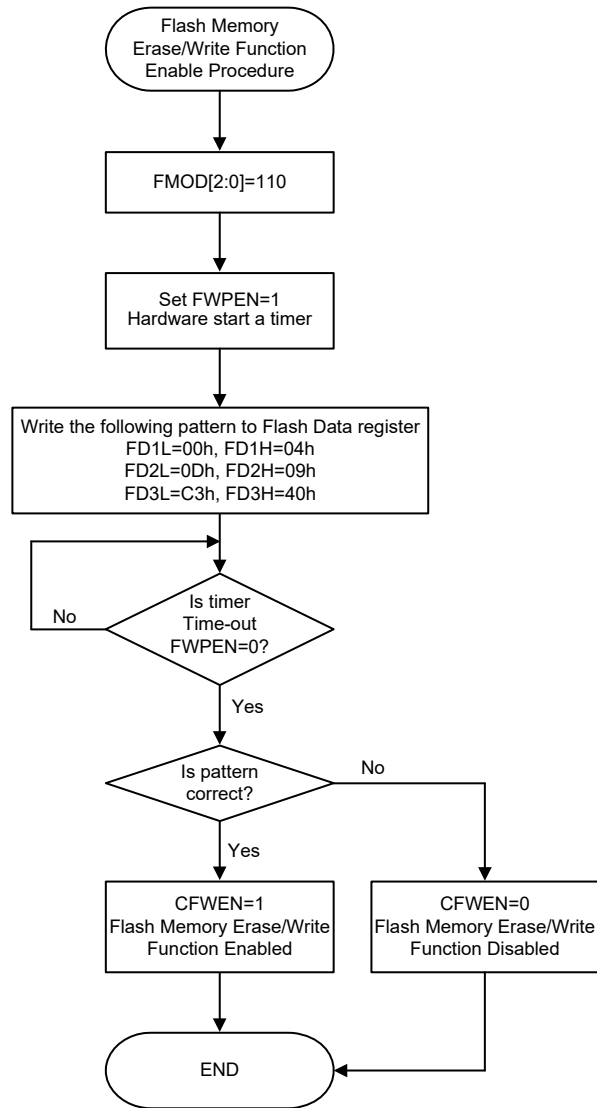 Flash Memory
Erase/Write Function
Enable Procedure
FMOD[2:0]=110
Set FWPEN=1
Hardware start a timer
Write the following pattern to Flash Data register
FD1L=00h, FD1H=04h
FD2L=0Dh, FD2H=09h
FD3L=C3h, FD3H=40h
Is timer
Time-out
FWPEN=0?
No
Yes
Is pattern
correct?
No
Yes
CFWEN=1
Flash Memory Erase/Write
Function Enabled
CFWEN=0
Flash Memory Erase/Write
Function Disabled
END